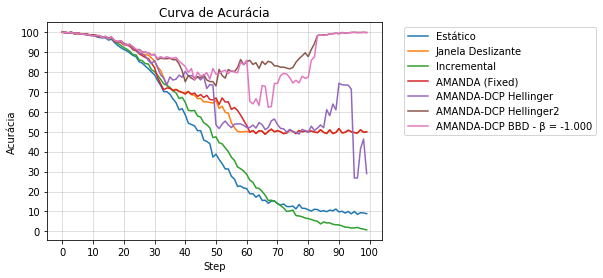 Curva de Acurácia
Acurácia
100
90
80
70
60
50
40
30
20
10
0
0 10 20 30 40 50 60 70 80 90 100
Step
Estático
Janela Deslizante
Incremental
AMANDA (Fixed)
AMANDA-DCP Hellinger
AMANDA-DCP Hellinger2
AMANDA-DCP BBD - β = -1.000